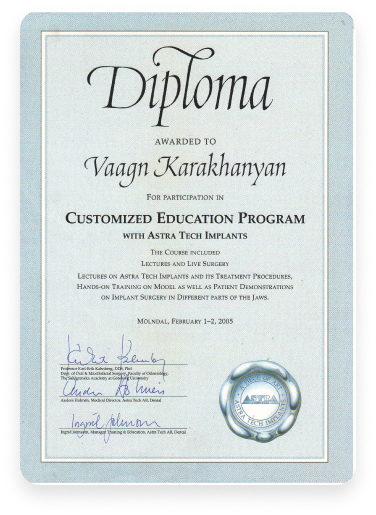 Diploma
AWARDED TO
Vaagn Karakhanyan
FOR PARTICIPATION IN
CUSTOMIZED EDUCATION PROGRAM
WITH ASTRA TECH IMPLANTS
THE COURSE INCLUDED
LECTURES AND LIVE SURGERY
LECTURES ON ASTRA TECH IMPLANTS AND ITS TREATMENT PROCEDURES,
HANDS-ON TRAINING ON MODEL AS WELL AS PATIENT DEMONSTRATIONS
ON IMPLANT SURGERY IN DIFFERENT PARTS OF THE JAWS.
MÖLNDAL, FEBRUARY 1–2, 2005
Professor Karl-Erik Kahnberg, DDS, PhD
Dept. of Oral & Maxillofacial Surgery, Faculty of Odontology,
The Sahlgrenska Academy at Göteborg University
Anders Holmén, Medical Director, Astra Tech AB, Dental
Ingrid Johnson, Manager Training & Education, Astra Tech AB, Dental
ASTRA
ASTRA TECH IMPLANTS